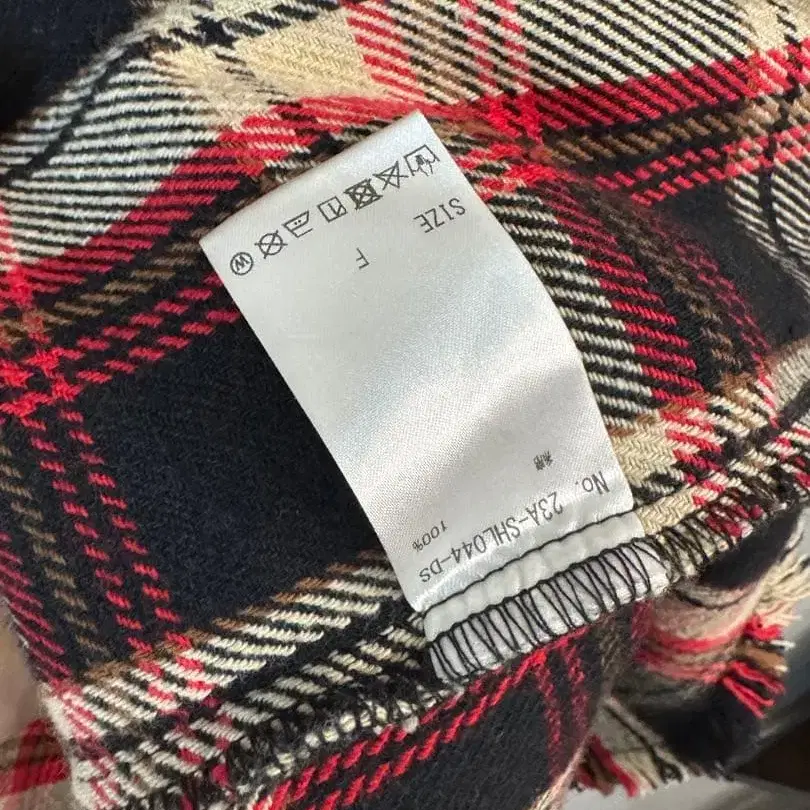 No. 23A-SHL044-DS
綿 100%
SIZE F
W